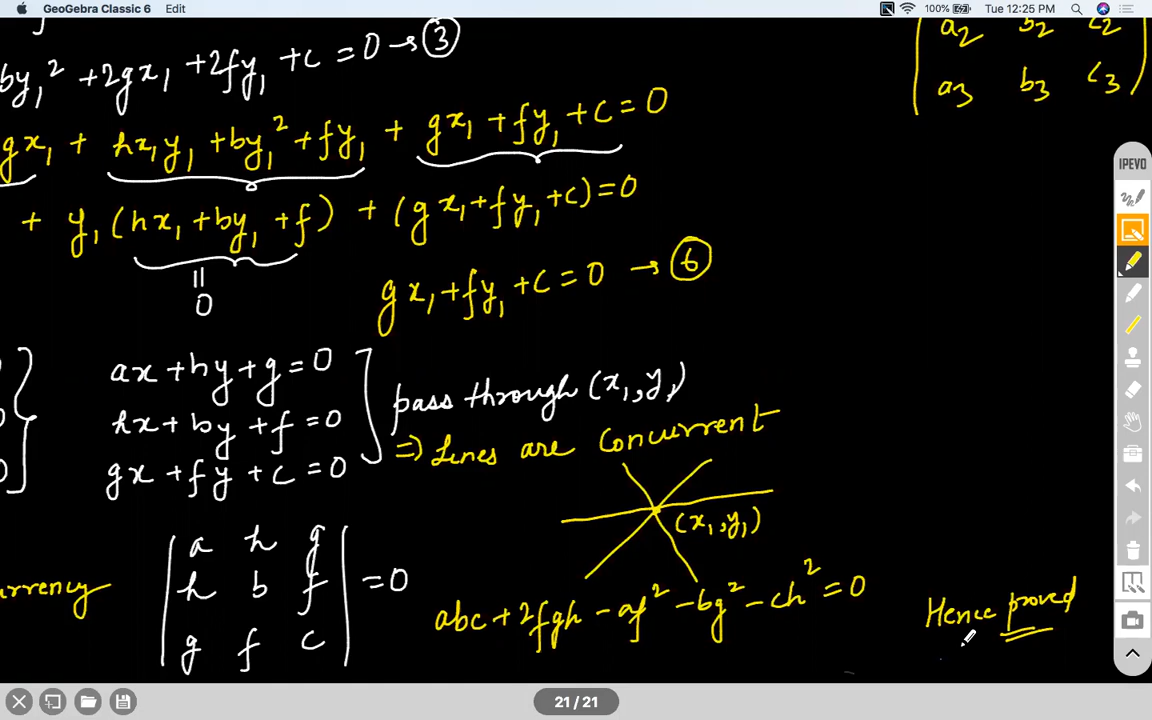 GeoGebra Classic 6 Edit 100% Tue 12:25 PM
a₂ b₂ c₂
a₃ b₃ c₃
by₁² +2gx₁ +2fy₁ +c = 0 → ③
gx₁ + hx₁y₁ +by₁² +fy₁ + gx₁ +fy₁ +c = 0
+ y₁(hx₁ +by₁ +f) + (gx₁+fy₁+c)=0
=
0
gx₁+fy₁+c = 0 → ⑥
ax+hy+g=0
hx+by+f=0
gx+fy+c=0
pass through (x₁,y₁)
⇒ Lines are concurrent
(x₁,y₁)
urrency
a h g
h b f = 0
g f c
abc + 2fgh - af² - bg² - ch² = 0
Hence proved
IPEVO
21/21